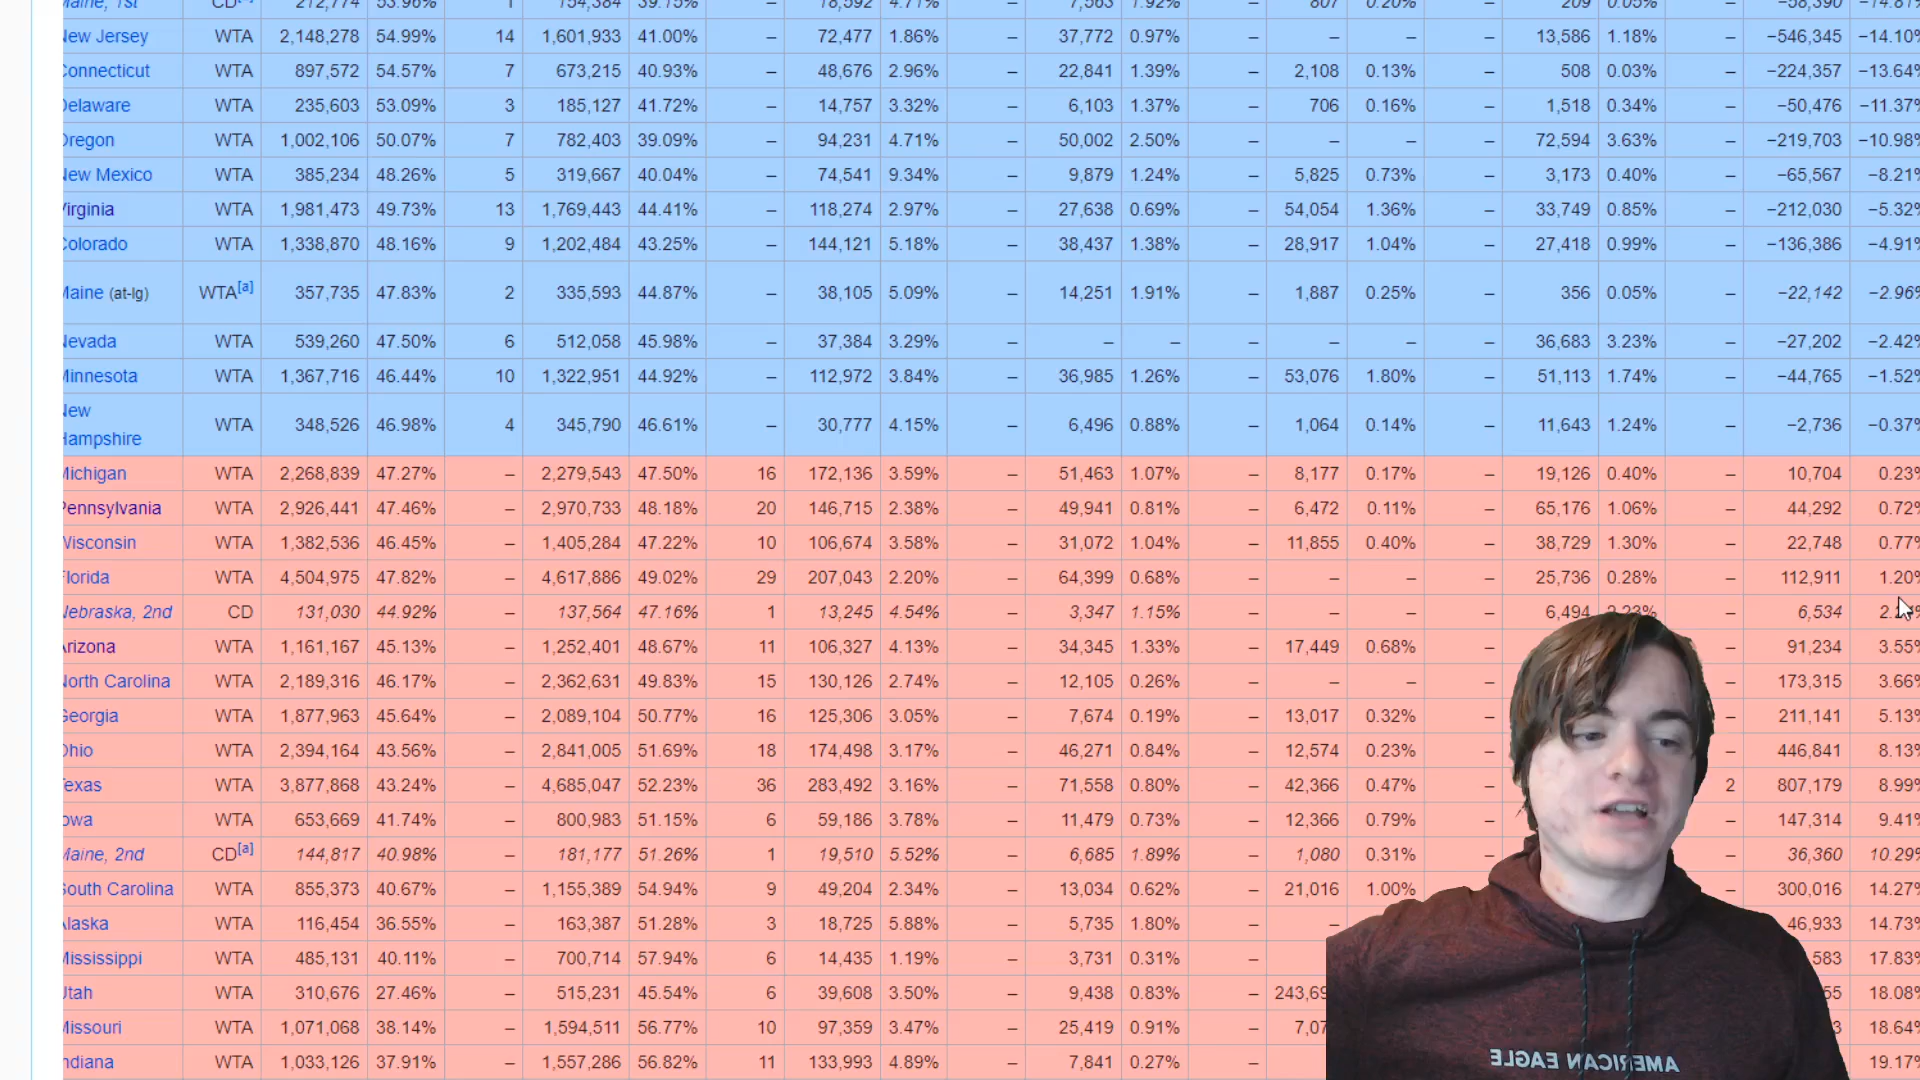 Maine, 1st CD[a] 212,774 53.96% 1 154,384 39.15% – 18,592 4.71% – 7,563 1.92% – 807 0.20% – 209 0.05% – −58,390 −14.81%
New Jersey WTA 2,148,278 54.99% 14 1,601,933 41.00% – 72,477 1.86% – 37,772 0.97% – – – – 13,586 1.18% – −546,345 −14.10%
Connecticut WTA 897,572 54.57% 7 673,215 40.93% – 48,676 2.96% – 22,841 1.39% – 2,108 0.13% – 508 0.03% – −224,357 −13.64%
Delaware WTA 235,603 53.09% 3 185,127 41.72% – 14,757 3.32% – 6,103 1.37% – 706 0.16% – 1,518 0.34% – −50,476 −11.37%
Oregon WTA 1,002,106 50.07% 7 782,403 39.09% – 94,231 4.71% – 50,002 2.50% – – – – 72,594 3.63% – −219,703 −10.98%
New Mexico WTA 385,234 48.26% 5 319,667 40.04% – 74,541 9.34% – 9,879 1.24% – 5,825 0.73% – 3,173 0.40% – −65,567 −8.21%
Virginia WTA 1,981,473 49.73% 13 1,769,443 44.41% – 118,274 2.97% – 27,638 0.69% – 54,054 1.36% – 33,749 0.85% – −212,030 −5.32%
Colorado WTA 1,338,870 48.16% 9 1,202,484 43.25% – 144,121 5.18% – 38,437 1.38% – 28,917 1.04% – 27,418 0.99% – −136,386 −4.91%
Maine (at-lg) WTA[a] 357,735 47.83% 2 335,593 44.87% – 38,105 5.09% – 14,251 1.91% – 1,887 0.25% – 356 0.05% – −22,142 −2.96%
Nevada WTA 539,260 47.50% 6 512,058 45.98% – 37,384 3.29% – – – – – – – 36,683 3.23% – −27,202 −2.42%
Minnesota WTA 1,367,716 46.44% 10 1,322,951 44.92% – 112,972 3.84% – 36,985 1.26% – 53,076 1.80% – 51,113 1.74% – −44,765 −1.52%
New
Hampshire WTA 348,526 46.98% 4 345,790 46.61% – 30,777 4.15% – 6,496 0.88% – 1,064 0.14% – 11,643 1.24% – −2,736 −0.37%
Michigan WTA 2,268,839 47.27% – 2,279,543 47.50% 16 172,136 3.59% – 51,463 1.07% – 8,177 0.17% – 19,126 0.40% – 10,704 0.23%
Pennsylvania WTA 2,926,441 47.46% – 2,970,733 48.18% 20 146,715 2.38% – 49,941 0.81% – 6,472 0.11% – 65,176 1.06% – 44,292 0.72%
Wisconsin WTA 1,382,536 46.45% – 1,405,284 47.22% 10 106,674 3.58% – 31,072 1.04% – 11,855 0.40% – 38,729 1.30% – 22,748 0.77%
Florida WTA 4,504,975 47.82% – 4,617,886 49.02% 29 207,043 2.20% – 64,399 0.68% – – – – 25,736 0.28% – 112,911 1.20%
Nebraska, 2nd CD 131,030 44.92% – 137,564 47.16% 1 13,245 4.54% – 3,347 1.15% – – – – 6,494 2.23% – 6,534
Arizona WTA 1,161,167 45.13% – 1,252,401 48.67% 11 106,327 4.13% – 34,345 1.33% – 17,449 0.68% – – 91,234 3.55%
North Carolina WTA 2,189,316 46.17% – 2,362,631 49.83% 15 130,126 2.74% – 12,105 0.26% – – – – – 173,315 3.66%
Georgia WTA 1,877,963 45.64% – 2,089,104 50.77% 16 125,306 3.05% – 7,674 0.19% – 13,017 0.32% – – 211,141 5.13%
Ohio WTA 2,394,164 43.56% – 2,841,005 51.69% 18 174,498 3.17% – 46,271 0.84% – 12,574 0.23% – – 446,841 8.13%
Texas WTA 3,877,868 43.24% – 4,685,047 52.23% 36 283,492 3.16% – 71,558 0.80% – 42,366 0.47% – 2 807,179 8.99%
Iowa WTA 653,669 41.74% – 800,983 51.15% 6 59,186 3.78% – 11,479 0.73% – 12,366 0.79% – – 147,314 9.41%
Maine, 2nd CD[a] 144,817 40.98% – 181,177 51.26% 1 19,510 5.52% – 6,685 1.89% – 1,080 0.31% – – 36,360 10.29%
South Carolina WTA 855,373 40.67% – 1,155,389 54.94% 9 49,204 2.34% – 13,034 0.62% – 21,016 1.00% – – 300,016 14.27%
Alaska WTA 116,454 36.55% – 163,387 51.28% 3 18,725 5.88% – 5,735 1.80% – – 46,933 14.73%
Mississippi WTA 485,131 40.11% – 700,714 57.94% 6 14,435 1.19% – 3,731 0.31% – 583 17.83%
Utah WTA 310,676 27.46% – 515,231 45.54% 6 39,608 3.50% – 9,438 0.83% – 243,69 55 18.08%
Missouri WTA 1,071,068 38.14% – 1,594,511 56.77% 10 97,359 3.47% – 25,419 0.91% – 7,07 3 18.64%
Indiana WTA 1,033,126 37.91% – 1,557,286 56.82% 11 133,993 4.89% – 7,841 0.27% – 19.17%
AMERICAN EAGLE